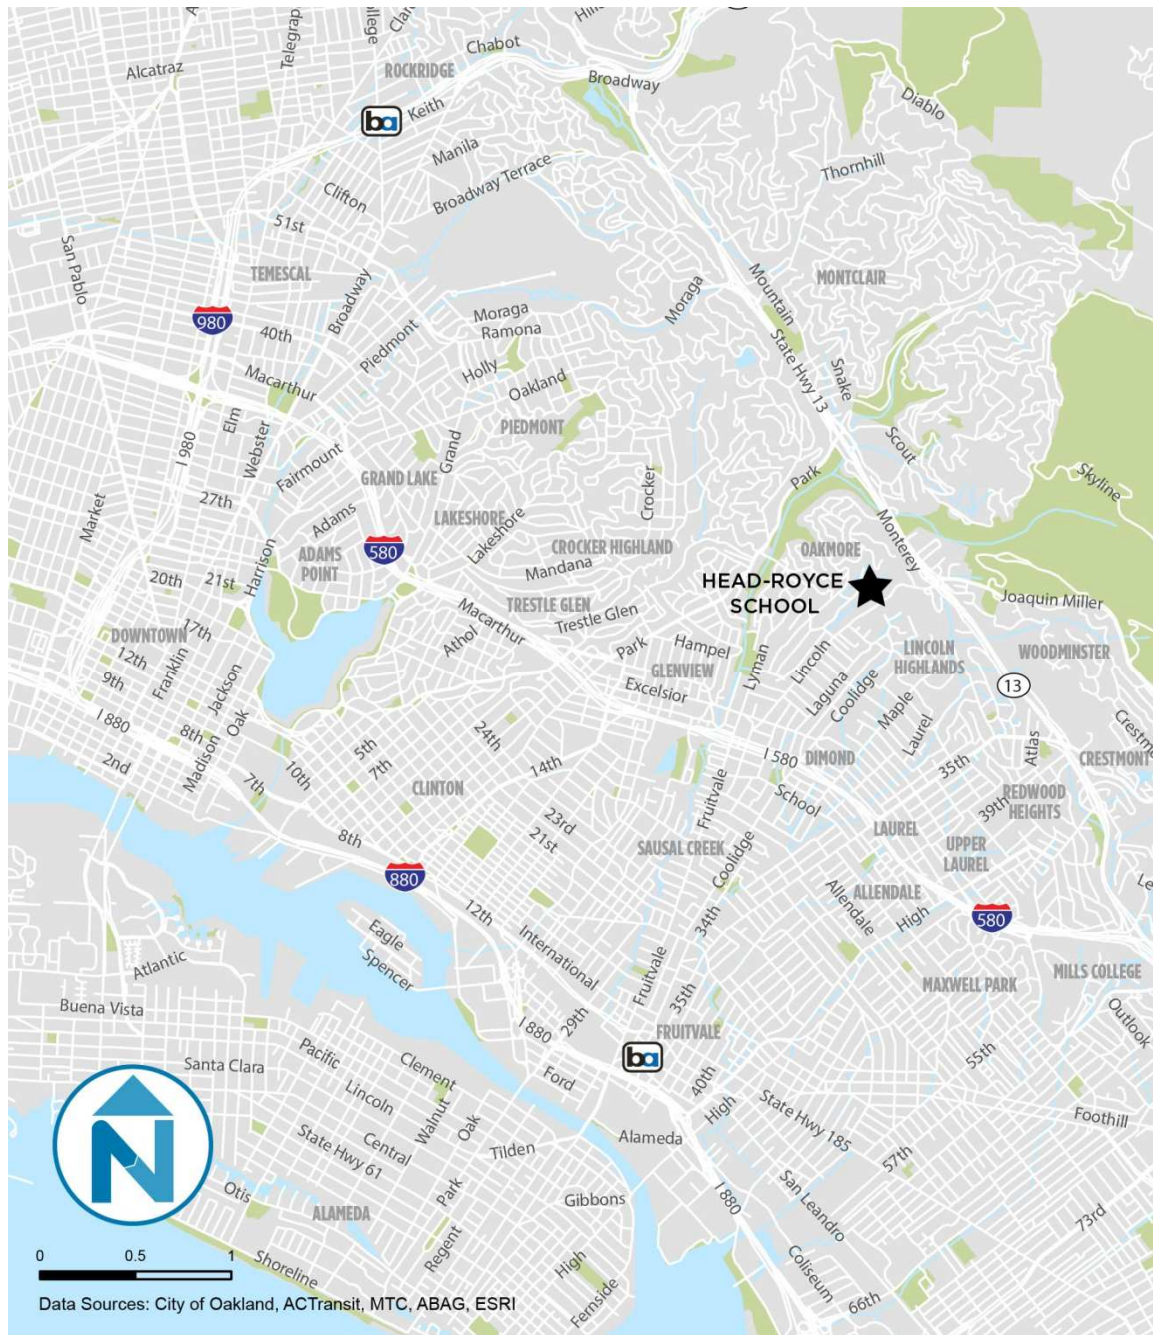 Chabot
ROCKRIDGE
Telegrap
Alcatraz
Broadway
Keith
ba
Diablo
Manila
Thornhill
Broadway Terrace
Clifton
51st
San Pablo
TEMESCAL
Mountain
MONTCLAIR
Broadway
Moraga
980
40th
Piedmont
Moraga
Ramona
State Hwy 13
Snake
Macarthur
Holly
Oakland
Elm
I 980
Webster
Fairmount
Grand
PIEDMONT
Scout
GRAND LAKE
Park
Skyline
27th
Market
Adams
LAKESHORE
Lakeshore
Crocker
Monterey
580
ADAMS
POINT
Harrison
CROCKER HIGHLAND
Mandana
OAKMORE
20th
21st
HEAD-ROYCE
SCHOOL
Joaquin Miller
TRESTLE GLEN
Trestle Glen
Macarthur
17th
DOWNTOWN
12th
Franklin
Athol
Park
Hampel
GLENVIEW
Lyman
Lincoln
LINCOLN
HIGHLANDS
WOODMINSTER
9th
Jackson
Excelsior
Laguna
Coolidge
Maple
Laurel
13
I 880
8th
Oak
Madison
24th
5th
7th
14th
I 580
DIMOND
35th
Atlas
Crestm
CRESTMONT
2nd
7th
10th
CLINTON
School
39th
REDWOOD
HEIGHTS
Fruitvale
23rd
21st
8th
SAUSAL CREEK
Coolidge
LAUREL
UPPER
LAUREL
880
ALLENDALE
Allendale
High
580
Le
12th
34th
Eagle
Spencer
International
Atlantic
Fruitvale
35th
MAXWELL PARK
MILLS COLLEGE
Buena Vista
I 880
29th
FRUITVALE
Outlook
Pacific
Santa Clara
Clement
Ford
ba
55th
40th
High
State Hwy 185
Foothill
Lincoln
Walnut
Oak
N
Central
State Hwy 61
Tilden
Alameda
57th
Otis
Park
ALAMEDA
Gibbons
I 880
San Leandro
73rd
Regent
0 0.5 1
Shoreline
High
Fernside
Coliseum
66th
Data Sources: City of Oakland, ACTransit, MTC, ABAG, ESRI